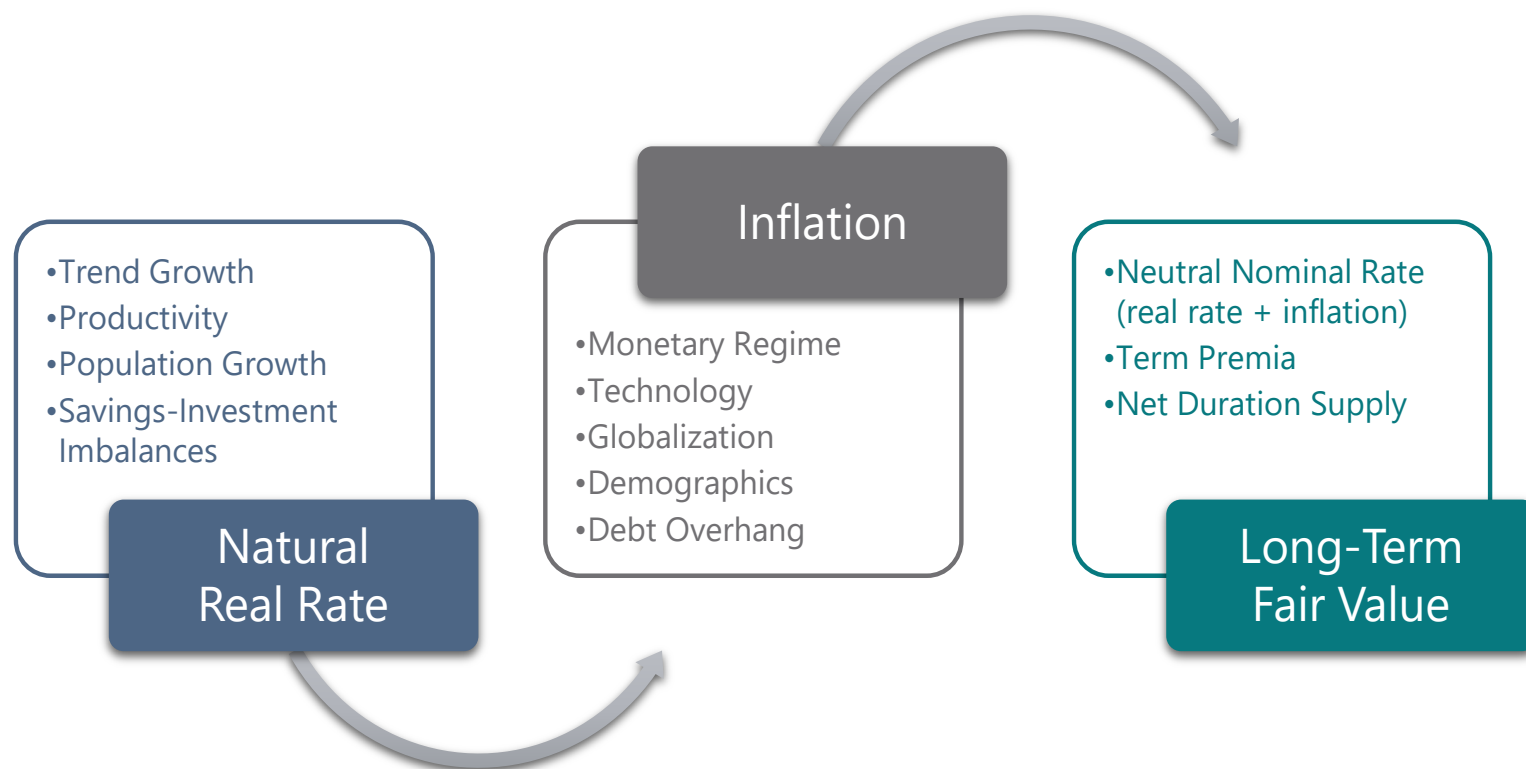 •Trend Growth
•Productivity
•Population Growth
•Savings-Investment
Imbalances
Natural
Real Rate
Inflation
•Monetary Regime
•Technology
•Globalization
•Demographics
•Debt Overhang
•Neutral Nominal Rate
(real rate + inflation)
•Term Premia
•Net Duration Supply
Long-Term
Fair Value